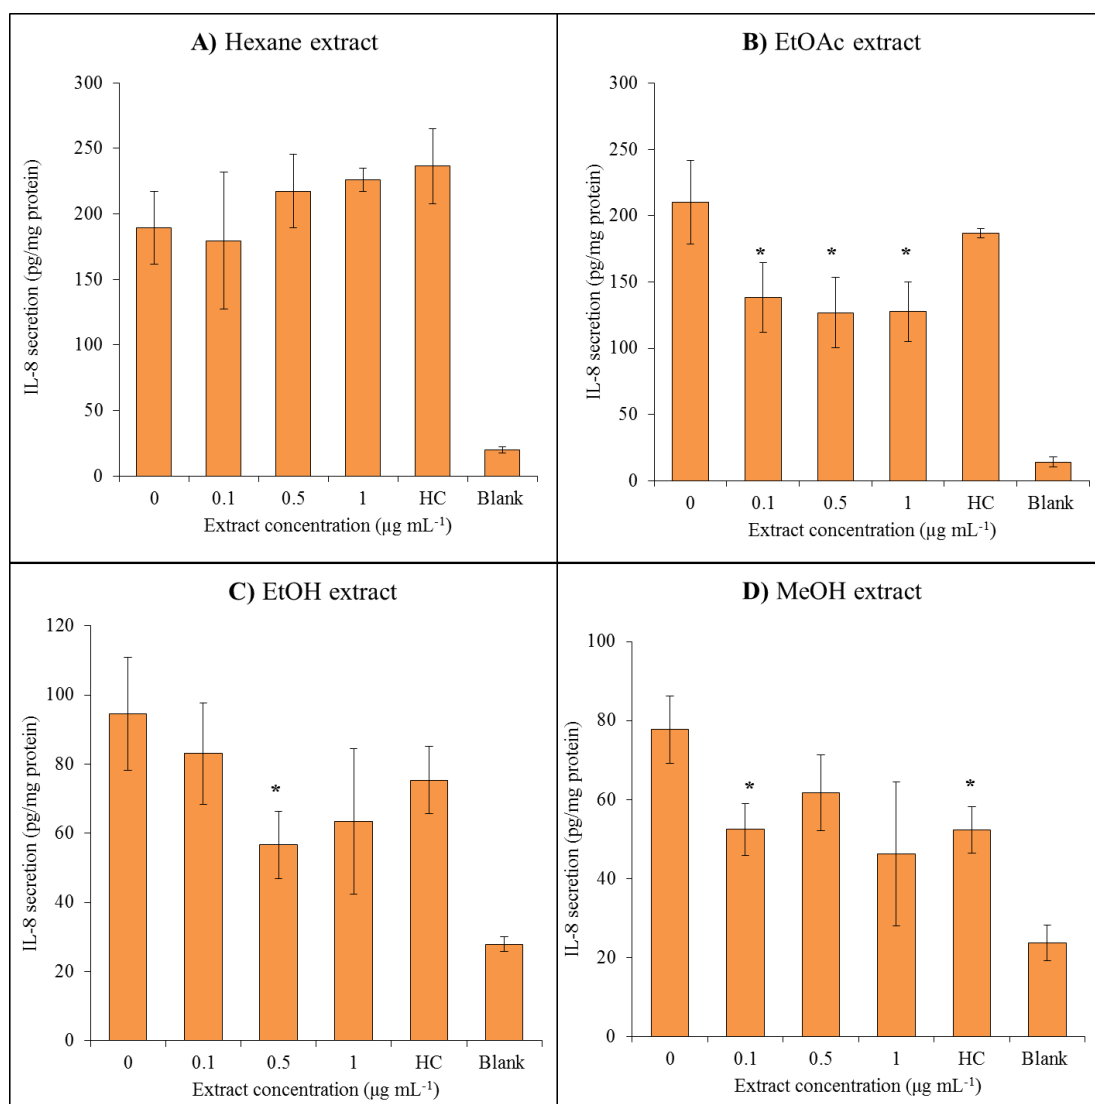 A) Hexane extract
IL-8 secretion (pg/mg protein)
300
250
200
150
100
50
0
0 0.1 0.5 1 HC Blank
Extract concentration (µg mL⁻¹)
B) EtOAc extract
IL-8 secretion (pg/mg protein)
300
250
200
150
100
50
0
* * *
0 0.1 0.5 1 HC Blank
Extract concentration (µg mL⁻¹)
C) EtOH extract
IL-8 secretion (pg/mg protein)
120
100
80
60
40
20
0
*
0 0.1 0.5 1 HC Blank
Extract concentration (µg mL⁻¹)
D) MeOH extract
IL-8 secretion (pg/mg protein)
100
80
60
40
20
0
* *
0 0.1 0.5 1 HC Blank
Extract concentration (µg mL⁻¹)